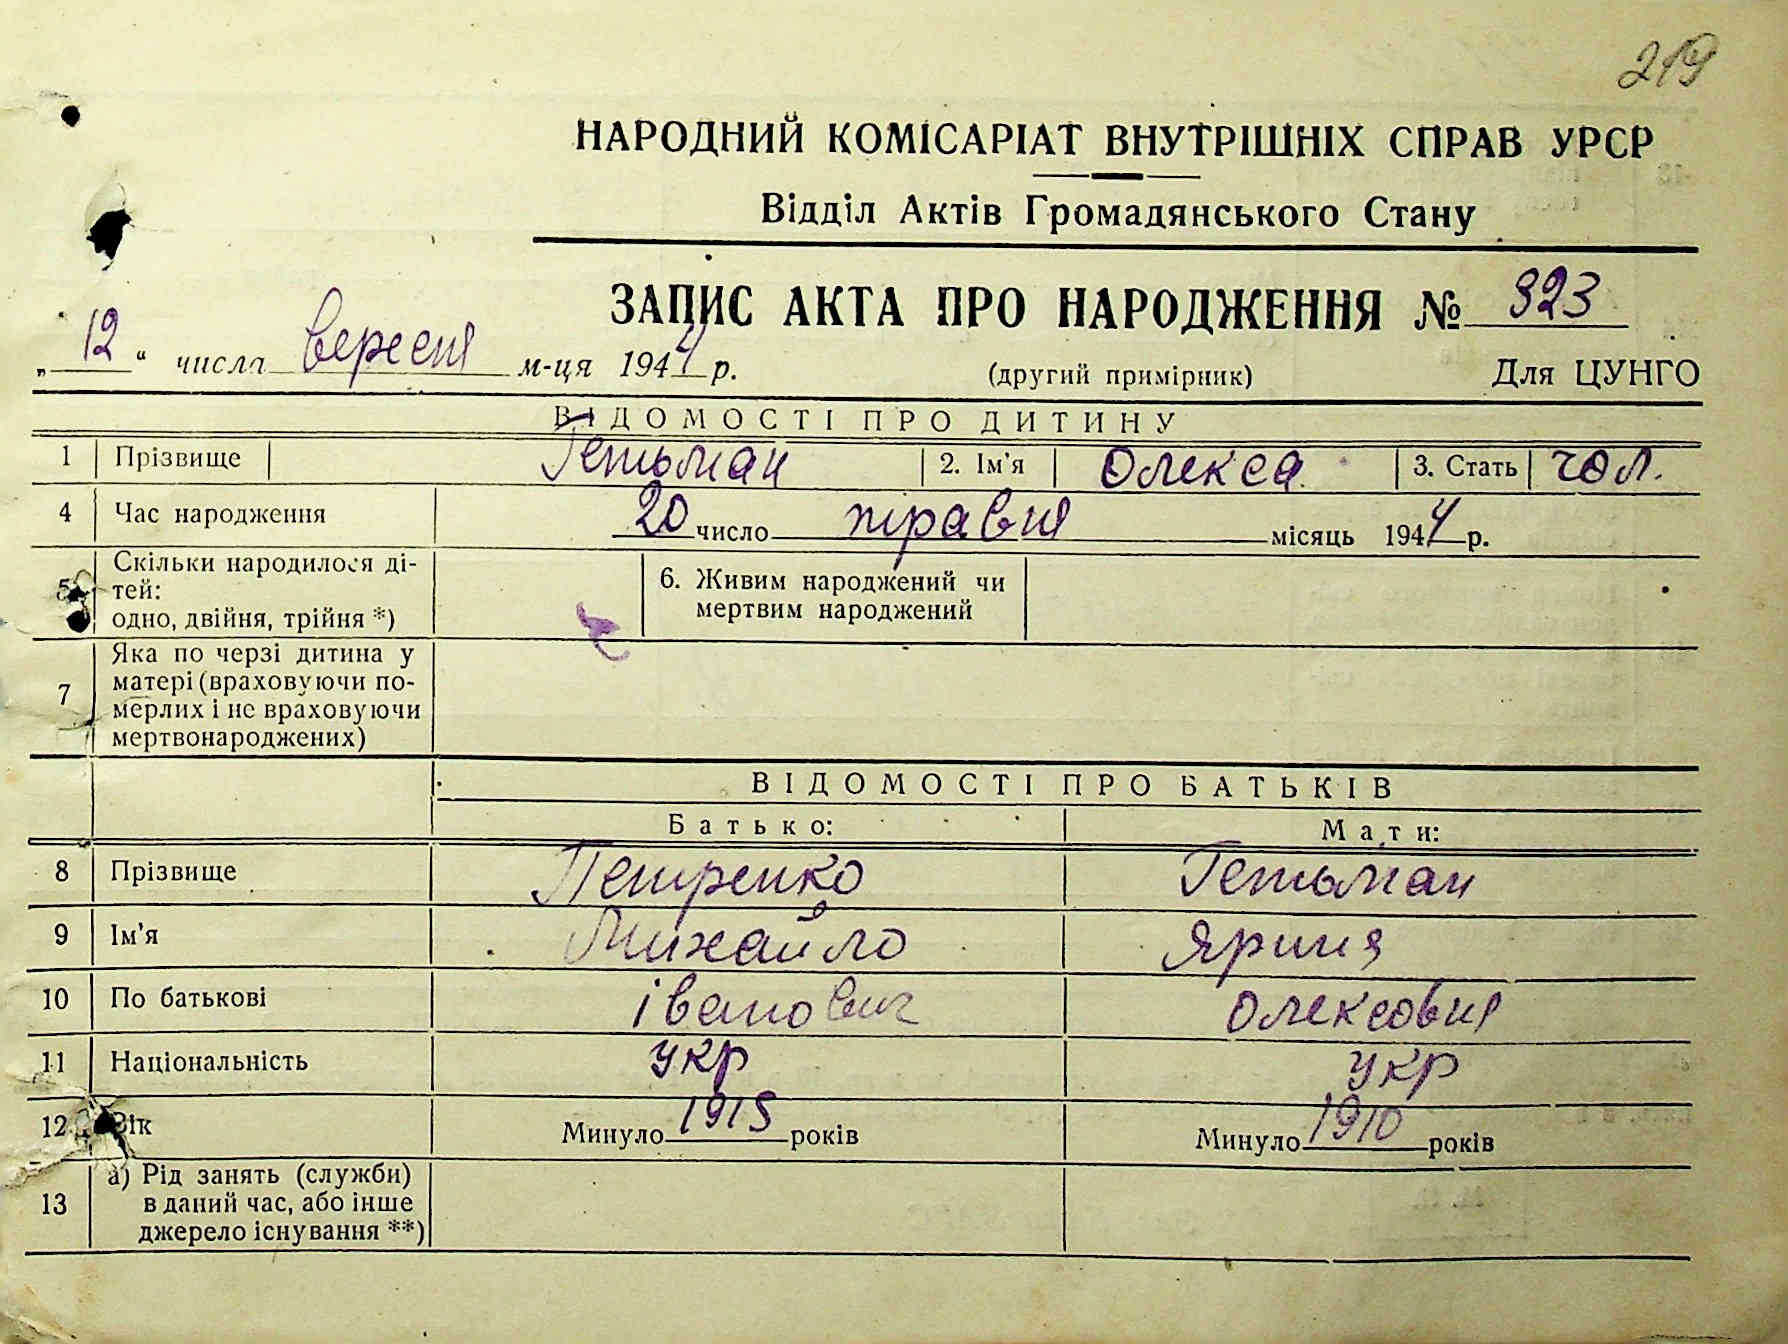 219
НАРОДНИЙ КОМІСАРІАТ ВНУТРІШНІХ СПРАВ УРСР
Відділ Актів Громадянського Стану
ЗАПИС АКТА ПРО НАРОДЖЕННЯ № 323
„12“ числа вересня м-ця 1944 р. (другий примірник) Для ЦУНГО
ВІДОМОСТІ ПРО ДИТИНУ
1 Прізвище Гетьман 2. Ім'я Олекса 3. Стать чол.
4 Час народження 20 число травня місяць 1944 р.
5 Скільки народилося ді-
тей:
одно, двійня, трійня *)
6. Живим народжений чи
мертвим народжений
7 Яка по черзі дитина у
матері (враховуючи по-
мерлих і не враховуючи
мертвонароджених)
ВІДОМОСТІ ПРО БАТЬКІВ
Батько: Мати:
8 Прізвище Петренко Гетьман
9 Ім'я Михайло Ярина
10 По батькові Іванович Олексовня
11 Національність укр укр
12 Вік Минуло 1915 років Минуло 1910 років
13 а) Рід занять (служби)
в даний час, або інше
джерело існування **)